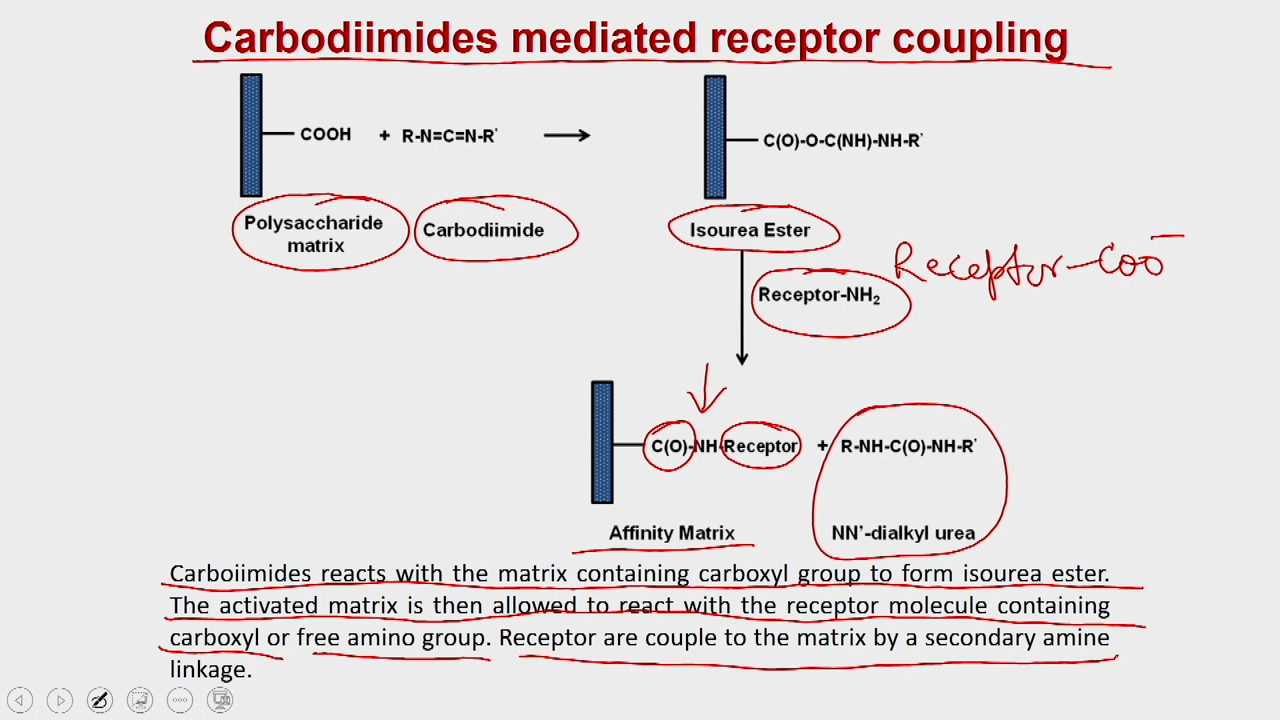 Carbodiimides mediated receptor coupling
COOH + R-N=C=N-R'
C(O)-O-C(NH)-NH-R'
Polysaccharide
matrix
Carbodiimide
Isourea Ester
Receptor-NH₂
Receptor-COO⁻
C(O)-NH-Receptor + R-NH-C(O)-NH-R'
Affinity Matrix
NN'-dialkyl urea
Carboiimides reacts with the matrix containing carboxyl group to form isourea ester.
The activated matrix is then allowed to react with the receptor molecule containing
carboxyl or free amino group. Receptor are couple to the matrix by a secondary amine
linkage.